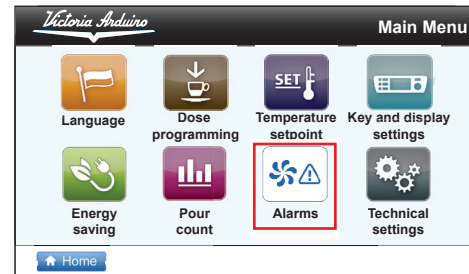 Victoria Arduino
Main Menu
SET
Language
Dose
programming
Temperature
setpoint
Key and display
settings
Energy
saving
Pour
count
Alarms
Technical
settings
Home